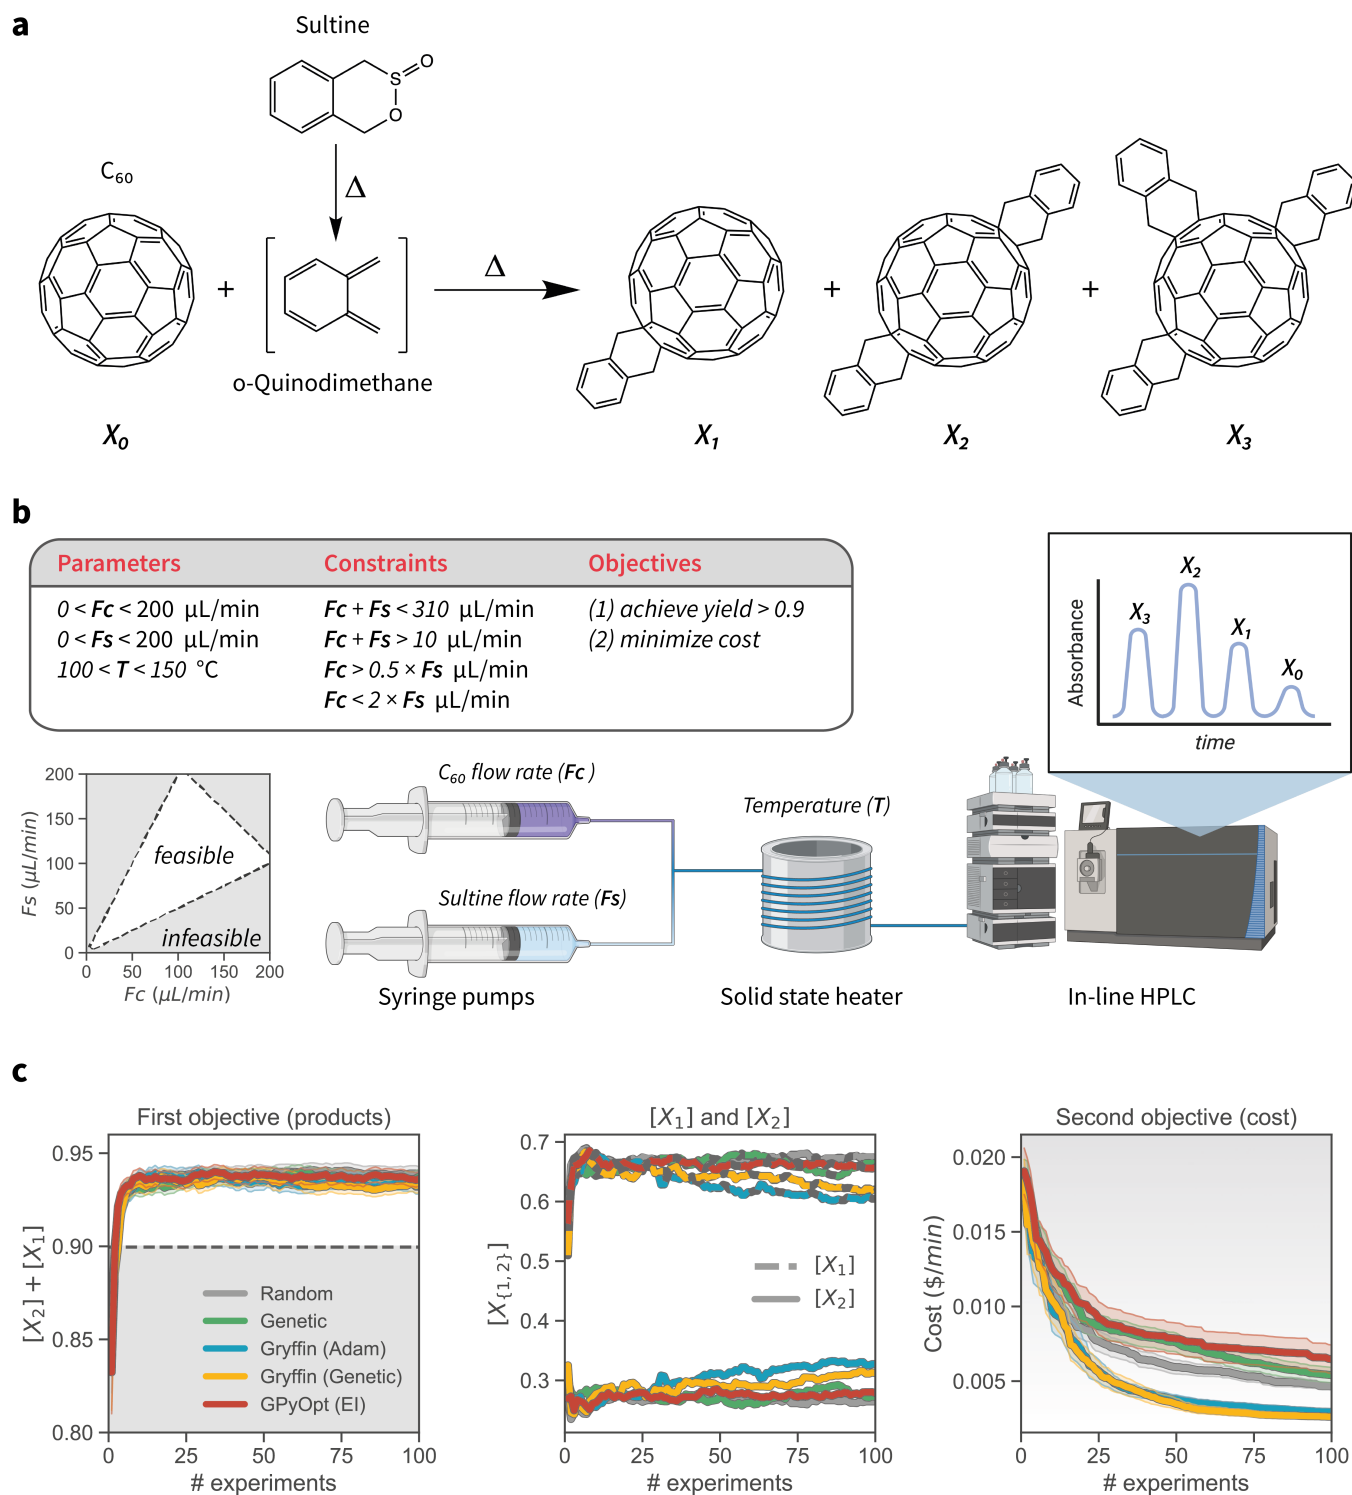 a
Sultine
S
O
O
C₆₀
Δ
+
Δ
+
+
o-Quinodimethane
X₀
X₁
X₂
X₃
b
Parameters
0 < Fc < 200 µL/min
0 < Fs < 200 µL/min
100 < T < 150 °C
Constraints
Fc + Fs < 310 µL/min
Fc + Fs > 10 µL/min
Fc > 0.5 × Fs µL/min
Fc < 2 × Fs µL/min
Objectives
(1) achieve yield > 0.9
(2) minimize cost
X₃
X₂
X₁
X₀
Absorbance
time
200
150
100
50
0
Fs (µL/min)
feasible
infeasible
0 50 100 150 200
Fc (µL/min)
C₆₀ flow rate (Fc)
Sultine flow rate (Fs)
Syringe pumps
Temperature (T)
Solid state heater
In-line HPLC
c
First objective (products)
[X₂] + [X₁]
0.95
0.90
0.85
0.80
Random
Genetic
Gryffin (Adam)
Gryffin (Genetic)
GPyOpt (EI)
0 25 50 75 100
# experiments
[X₁] and [X₂]
[X{1, 2}]
0.7
0.6
0.5
0.4
0.3
[X₁]
[X₂]
0 25 50 75 100
# experiments
Second objective (cost)
Cost ($/min)
0.020
0.015
0.010
0.005
0 25 50 75 100
# experiments